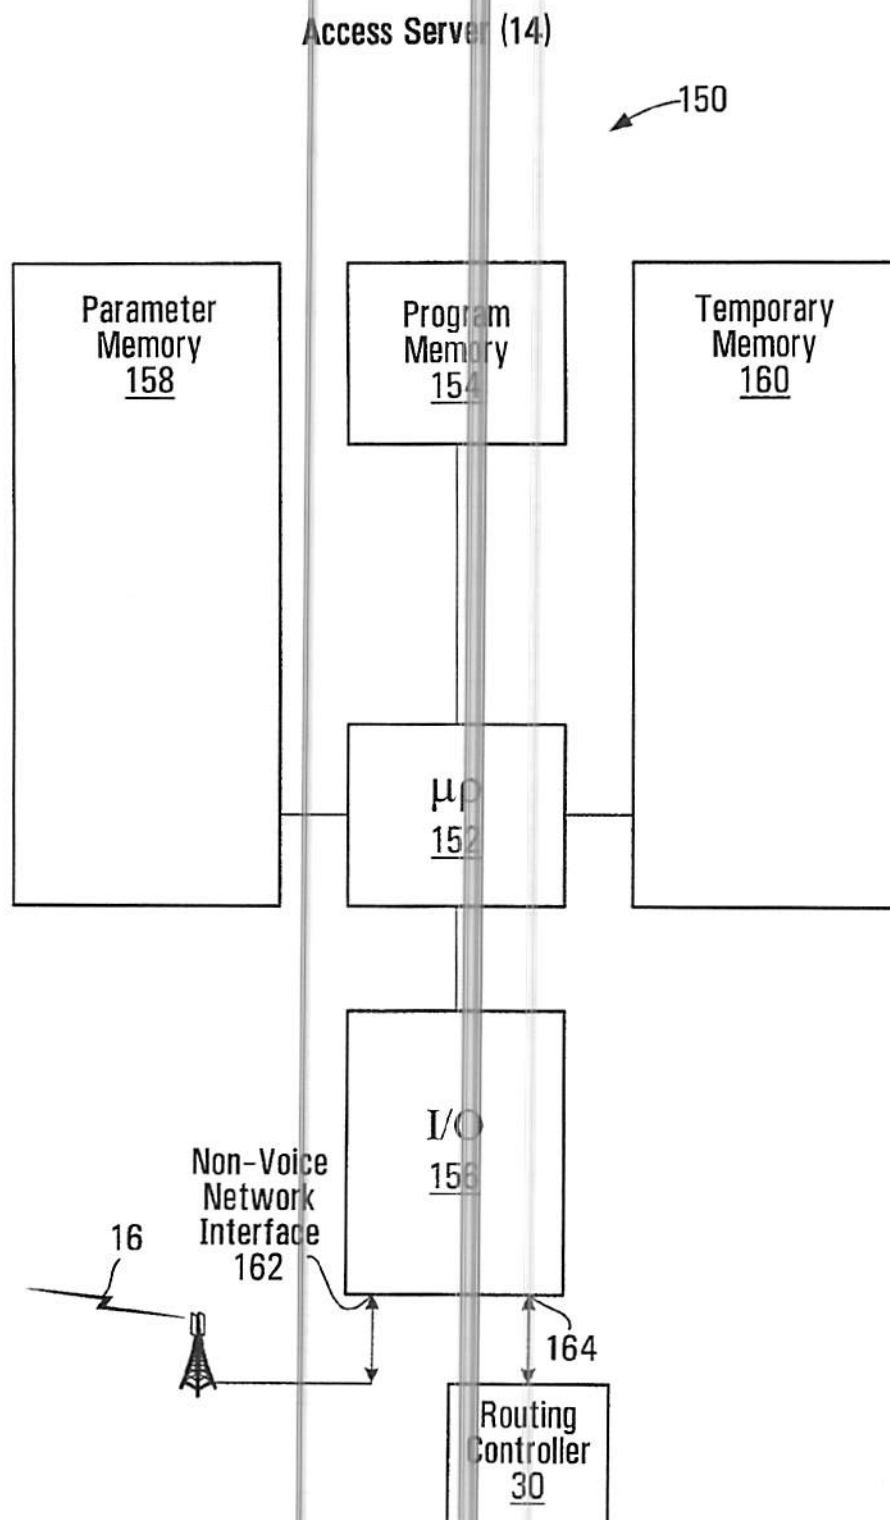 Access Server (14)
150
Parameter
Memory
158
Program
Memory
154
Temporary
Memory
160
μρ
152
I/O
156
Non-Voice
Network
Interface
162
16
164
Routing
Controller
30